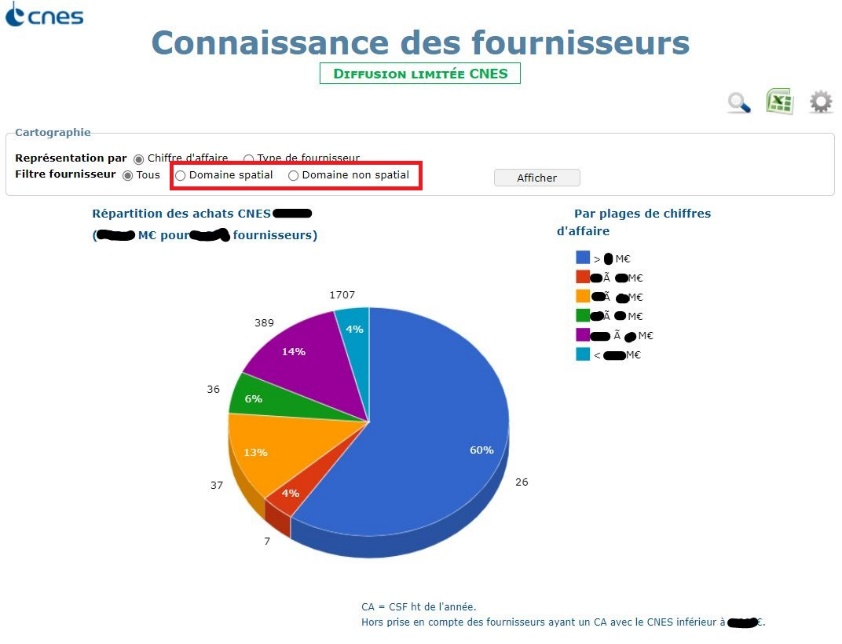 cnes
Connaissance des fournisseurs
DIFFUSION LIMITÉE CNES
Cartographie
Représentation par Chiffre d'affaire Type de fournisseur
Filtre fournisseur Tous Domaine spatial Domaine non spatial
Afficher
Répartition des achats CNES
( M€ pour fournisseurs)
Par plages de chiffres
d'affaire
> M€
Ã M€
Ã M€
Ã M€
Ã M€
< M€
1707
389
36
37
7
26
4%
14%
6%
13%
4%
60%
CA = CSF ht de l'année.
Hors prise en compte des fournisseurs ayant un CA avec le CNES inférieur à €.